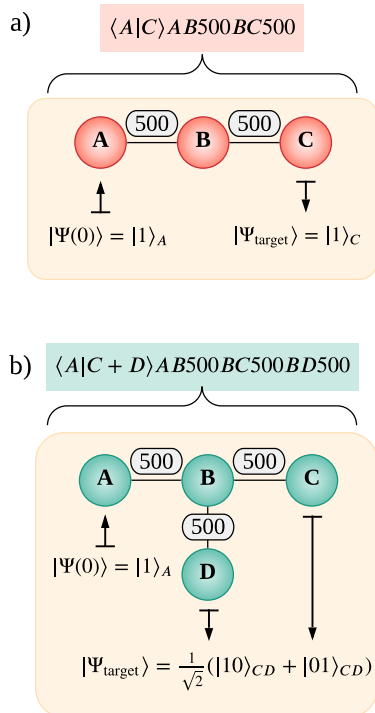 a)
⟨A|C⟩AB500BC500
500 500
A B C
|Ψ(0)⟩ = |1⟩_A
|Ψ_target⟩ = |1⟩_C
b)
⟨A|C + D⟩AB500BC500BD500
500 500
A B C
500
D
|Ψ(0)⟩ = |1⟩_A
|Ψ_target⟩ = 1/√2(|10⟩_CD + |01⟩_CD)